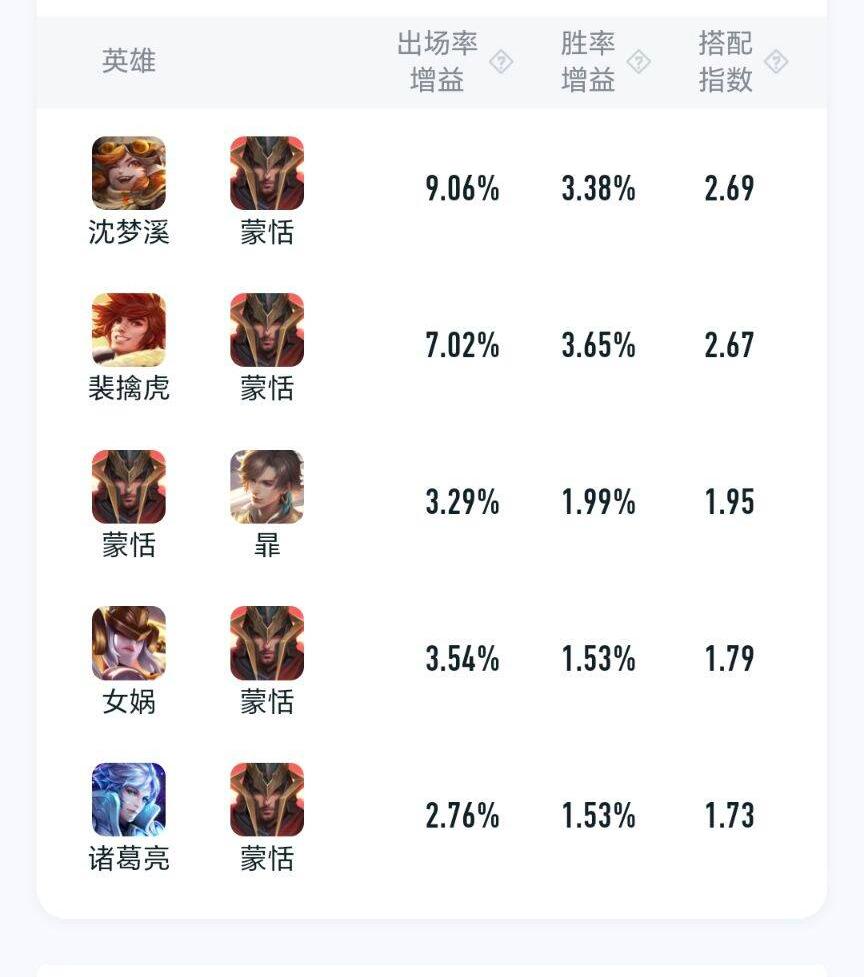 英雄
出场率
增益
胜率
增益
搭配
指数
沈梦溪 蒙恬 9.06% 3.38% 2.69
裴擒虎 蒙恬 7.02% 3.65% 2.67
蒙恬 暃 3.29% 1.99% 1.95
女娲 蒙恬 3.54% 1.53% 1.79
诸葛亮 蒙恬 2.76% 1.53% 1.73